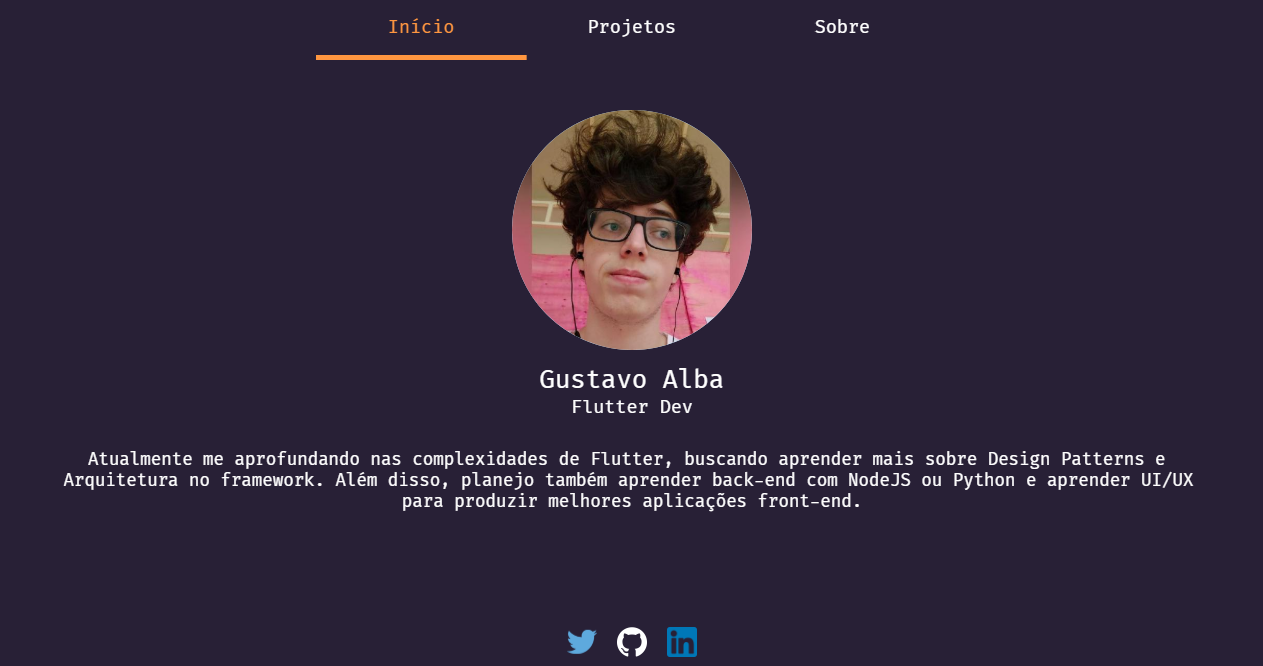 Início
Projetos
Sobre
Gustavo Alba
Flutter Dev
Atualmente me aprofundando nas complexidades de Flutter, buscando aprender mais sobre Design Patterns e
Arquitetura no framework. Além disso, planejo também aprender back-end com NodeJS ou Python e aprender UI/UX
para produzir melhores aplicações front-end.
in